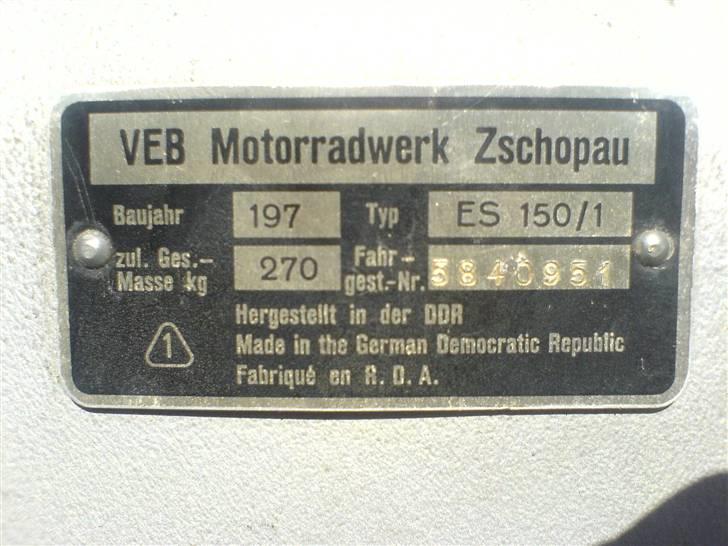 VEB Motorradwerk Zschopau
Baujahr 197 Typ ES 150/1
zul. Ges.- Masse kg 270 Fahr- gest.-Nr. 3840951
Hergestellt in der DDR
1 Made in the German Democratic Republic
Fabriqué en R. D. A.